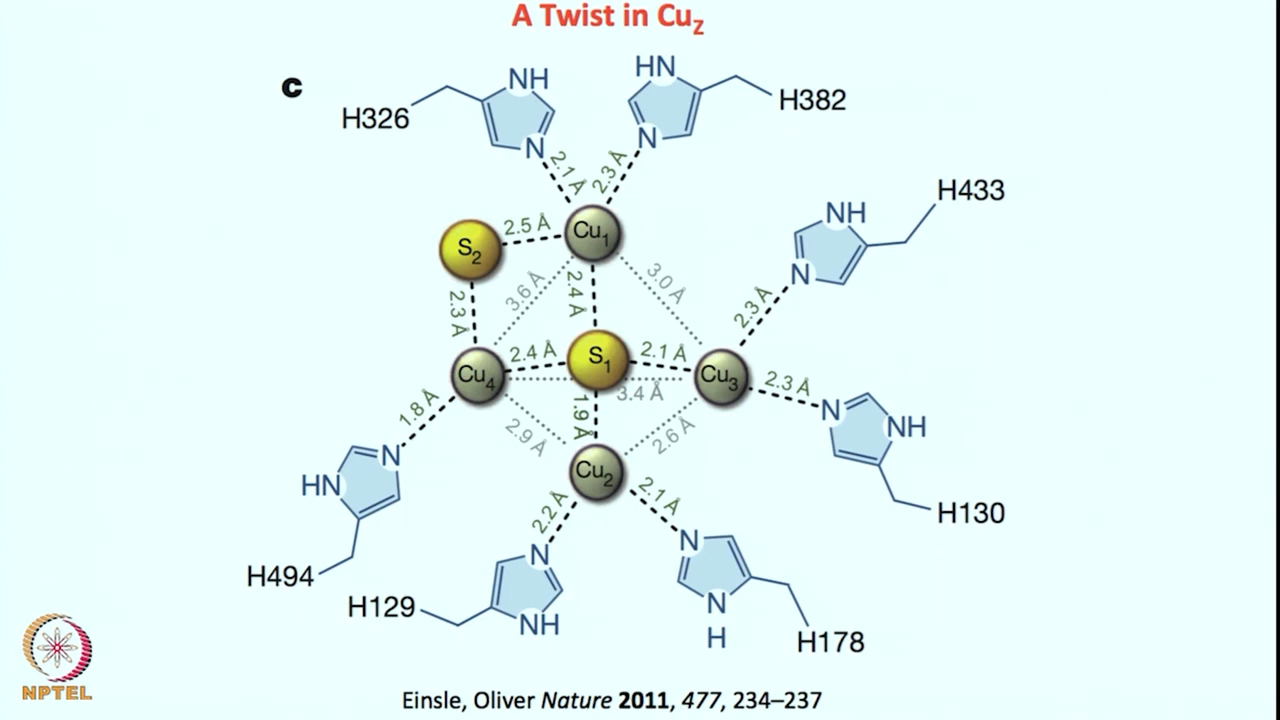 A Twist in CuZ
c
NH
HN
H326
H382
N
N
2.1 Å
2.3 Å
H433
NH
S2
2.5 Å
Cu1
N
3.6 Å
2.4 Å
3.0 Å
2.3 Å
2.3 Å
Cu4
2.4 Å
S1
2.1 Å
Cu3
2.3 Å
3.4 Å
1.8 Å
1.9 Å
N
NH
2.9 Å
2.6 Å
N
HN
Cu2
2.2 Å
2.1 Å
H130
N
N
H494
H129
NH
N
H
H178
NPTEL
Einsle, Oliver Nature 2011, 477, 234–237